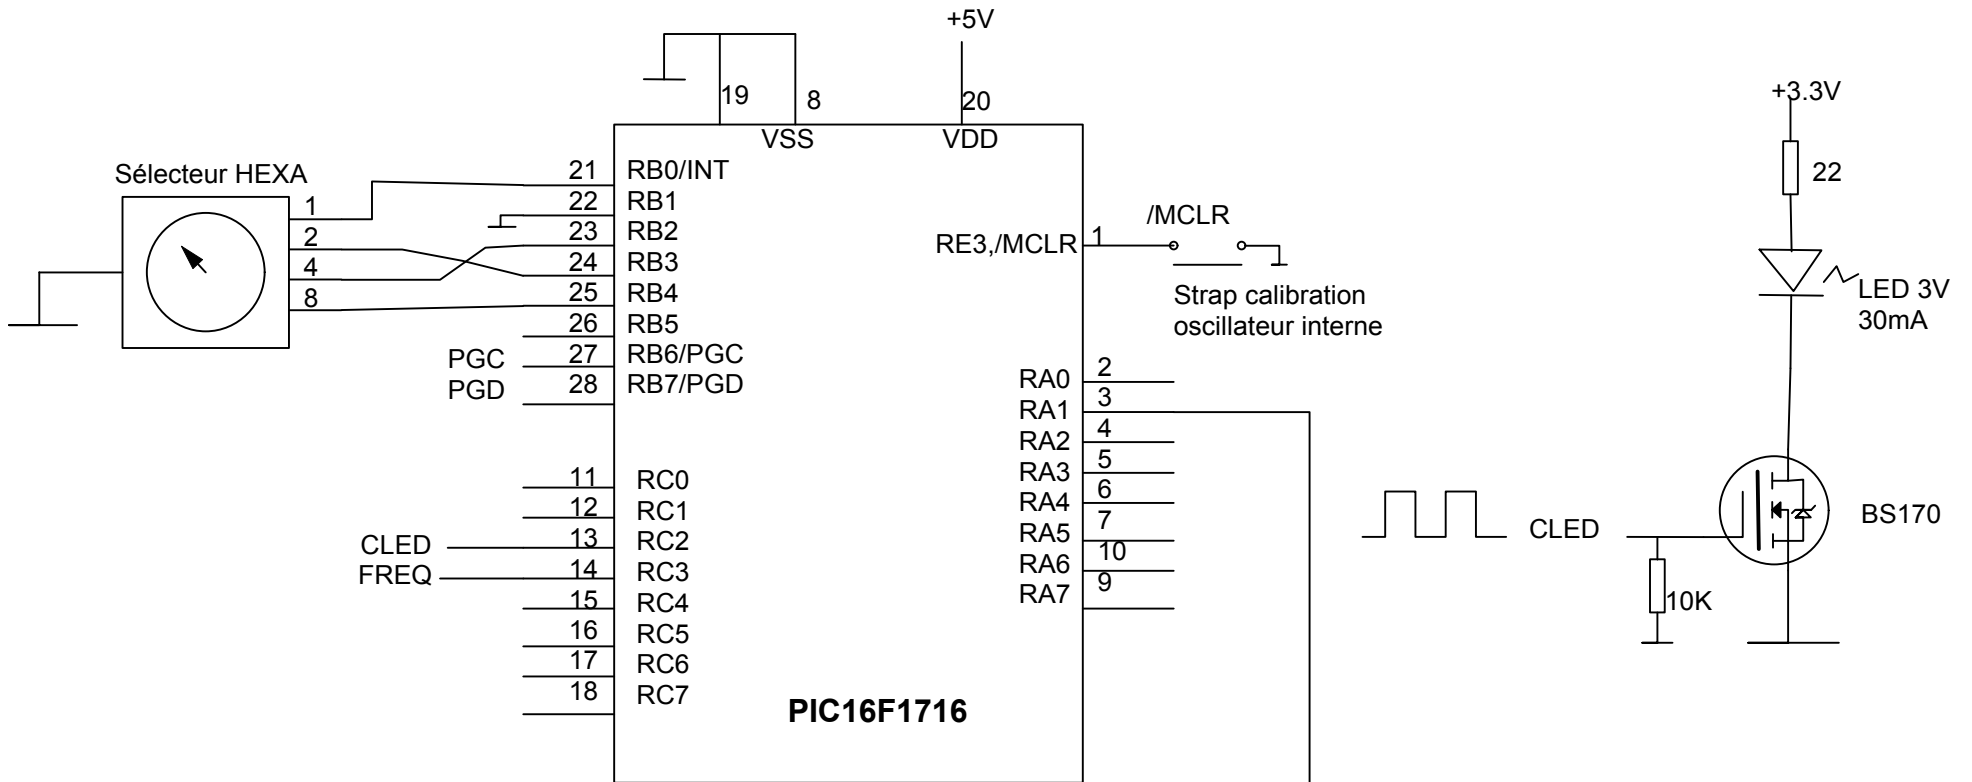 +5V
19
8
20
VSS
VDD
+3.3V
22
LED 3V
30mA
Sélecteur HEXA
1
2
4
8
21
RB0/INT
22
RB1
23
RB2
24
RB3
25
RB4
26
RB5
PGC
27
RB6/PGC
PGD
28
RB7/PGD
RE3,/MCLR
1
/MCLR
Strap calibration
oscillateur interne
RA0
2
RA1
3
RA2
4
RA3
5
RA4
6
RA5
7
RA6
10
RA7
9
11
RC0
12
RC1
CLED
13
RC2
FREQ
14
RC3
15
RC4
16
RC5
17
RC6
18
RC7
PIC16F1716
CLED
BS170
10K